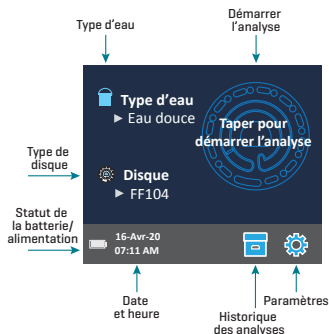 Type d'eau
Démarrer
l'analyse
Type d'eau
► Eau douce
Taper pour
démarrer l'analyse
Type de
disque
Disque
► FF104
Statut de
la batterie/
alimentation
16-Avr-20
07:11 AM
Date
et heure
Historique
des analyses
Paramètres